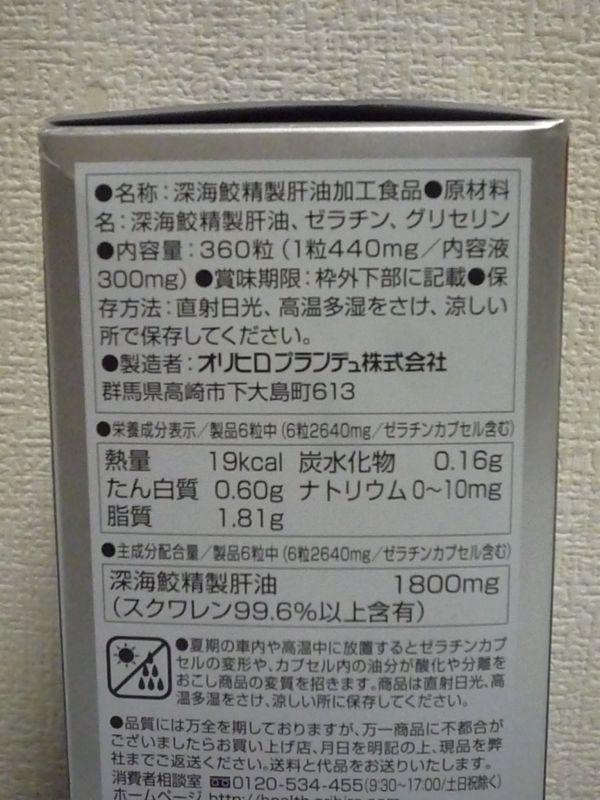 ●名称：深海鮫精製肝油加工食品●原材料
名：深海鮫精製肝油、ゼラチン、グリセリン
●内容量：360粒（1粒440mg／内容液
300mg）●賞味期限：枠外下部に記載●保
存方法：直射日光、高温多湿をさけ、涼しい
所で保存してください。
●製造者：オリヒロプランデュ株式会社
群馬県高崎市下大島町613
●栄養成分表示／製品6粒中（6粒2640mg／ゼラチンカプセル含む）
熱量 19kcal 炭水化物 0.16g
たん白質 0.60g ナトリウム 0〜10mg
脂質 1.81g
●主成分配合量／製品6粒中（6粒2640mg／ゼラチンカプセル含む）
深海鮫精製肝油 1800mg
（スクワレン99.6%以上含有）
●夏期の車内や高温中に放置するとゼラチンカプ
セルの変形や、カプセル内の油分が酸化や分離を
おこし商品の変質を招きます。商品は直射日光、高
温多湿をさけ、涼しい所に保存してください。
●品質には万全を期しておりますが、万一商品に不都合が
ございましたらお買い上げ店、月日を明記の上、現品を弊
社までご返送ください。送料と代品をお送りいたします。
消費者相談室 0120-534-455（9:30〜17:00/土日祝除く）
ホームページ http://health.orihiro.com